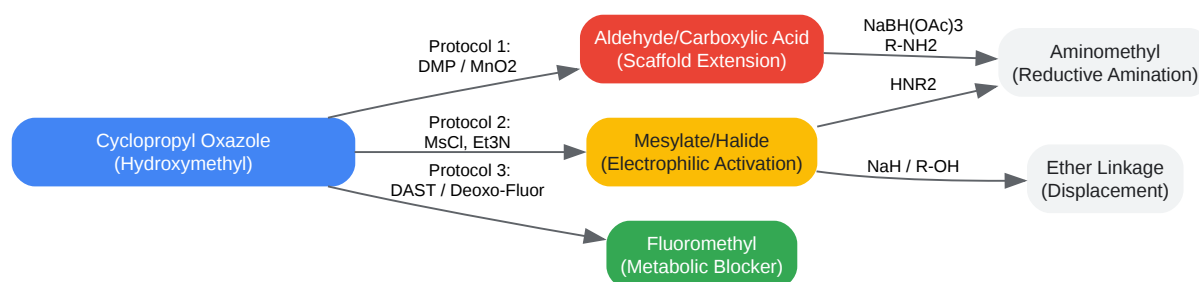 Cyclopropyl Oxazole
(Hydroxymethyl)
Protocol 1:
DMP / MnO2
Protocol 2:
MsCl, Et3N
Protocol 3:
DAST / Deoxo-Fluor
Aldehyde/Carboxylic Acid
(Scaffold Extension)
Mesylate/Halide
(Electrophilic Activation)
Fluoromethyl
(Metabolic Blocker)
NaBH(OAc)3
R-NH2
HNR2
NaH / R-OH
Aminomethyl
(Reductive Amination)
Ether Linkage
(Displacement)